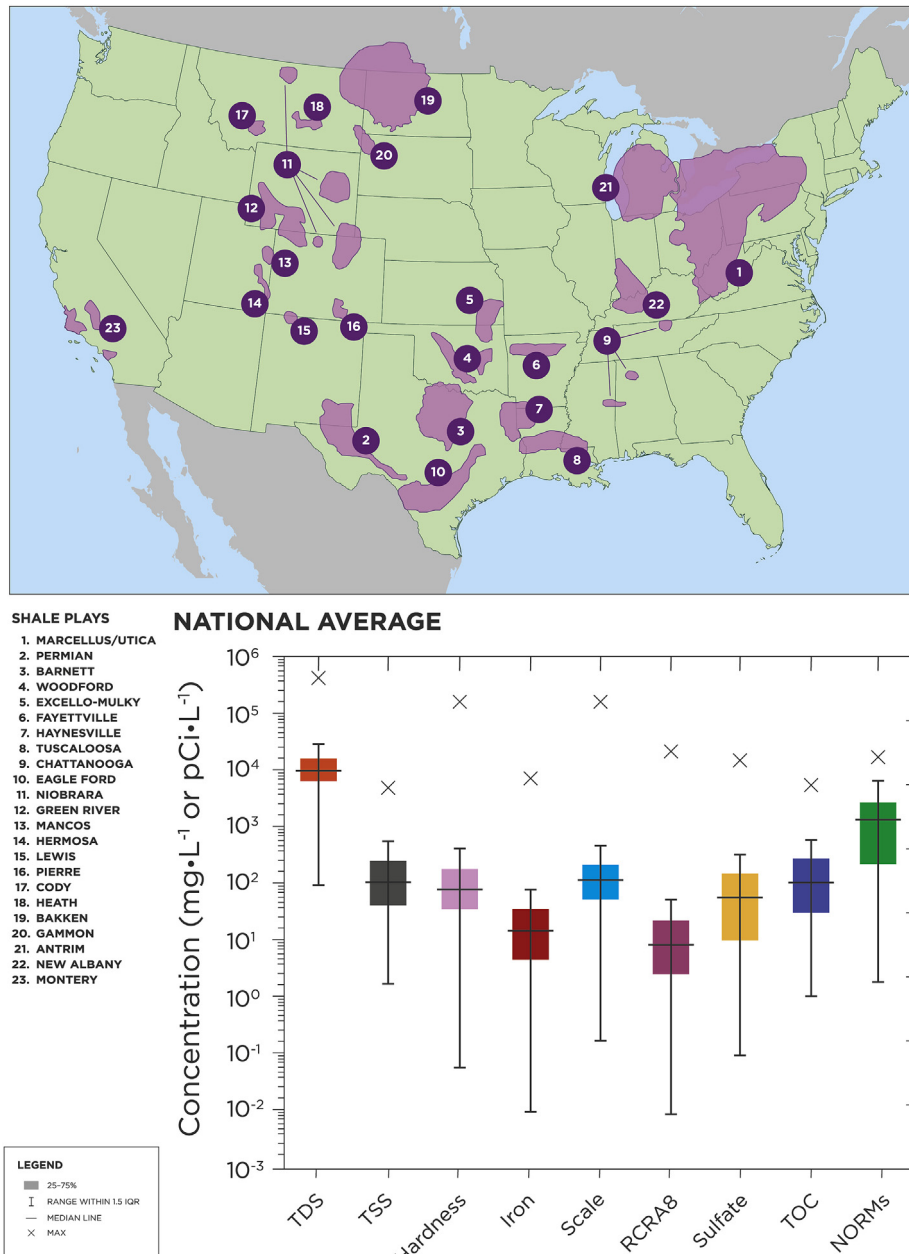 17
18
19
20
11
21
12
13
1
14
5
22
23
15
16
9
4
6
7
3
2
10
8
SHALE PLAYS
1. MARCELLUS/UTICA
2. PERMIAN
3. BARNETT
4. WOODFORD
5. EXCELLO-MULKY
6. FAYETTVILLE
7. HAYNESVILLE
8. TUSCALOOSA
9. CHATTANOOGA
10. EAGLE FORD
11. NIOBRARA
12. GREEN RIVER
13. MANCOS
14. HERMOSA
15. LEWIS
16. PIERRE
17. CODY
18. HEATH
19. BAKKEN
20. GAMMON
21. ANTRIM
22. NEW ALBANY
23. MONTERY
NATIONAL AVERAGE
Concentration (mg•L⁻¹ or pCi•L⁻¹)
10⁶
10⁵
10⁴
10³
10²
10¹
10⁰
10⁻¹
10⁻²
10⁻³
TDS
TSS
Hardness
Iron
Scale
RCRA8
Sulfate
TOC
NORMs
LEGEND
25-75%
RANGE WITHIN 1.5 IQR
MEDIAN LINE
MAX